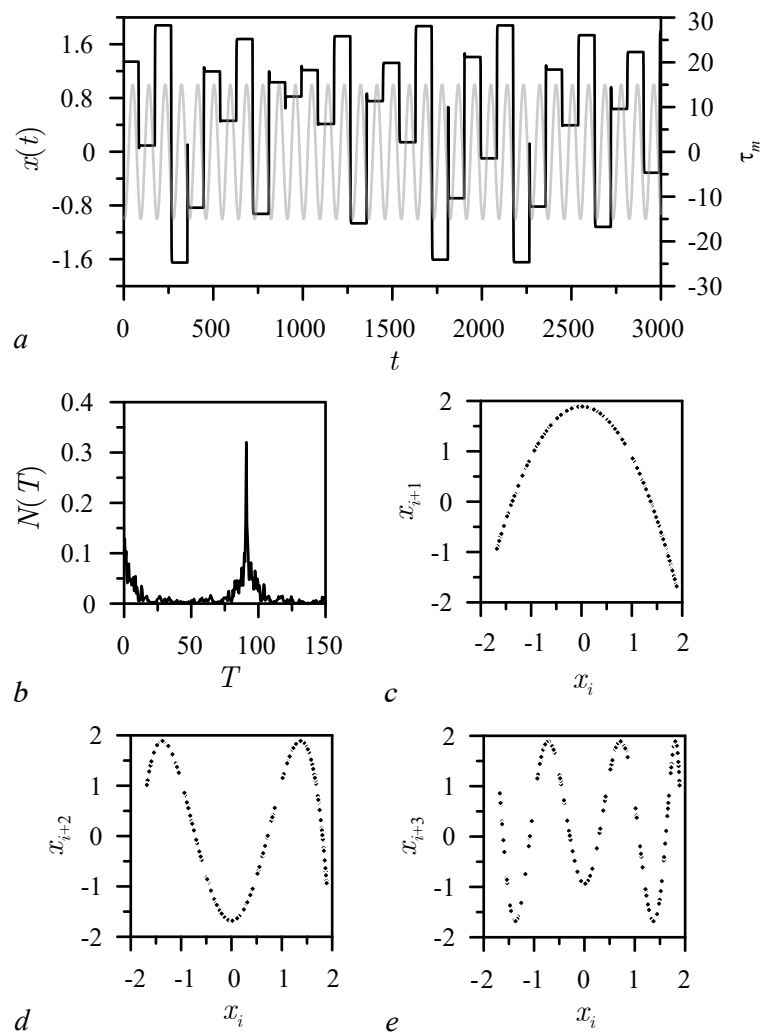 1.6
0.8
0
-0.8
-1.6
x(t)
30
20
10
0
-10
-20
-30
τm
0 500 1000 1500 2000 2500 3000
t
a
0.4
0.3
0.2
0.1
0
N(T)
0 50 100 150
T
b
2
1
0
-1
-2
xi+1
-2 -1 0 1 2
xi
c
2
1
0
-1
-2
xi+2
-2 -1 0 1 2
xi
d
2
1
0
-1
-2
xi+3
-2 -1 0 1 2
xi
e